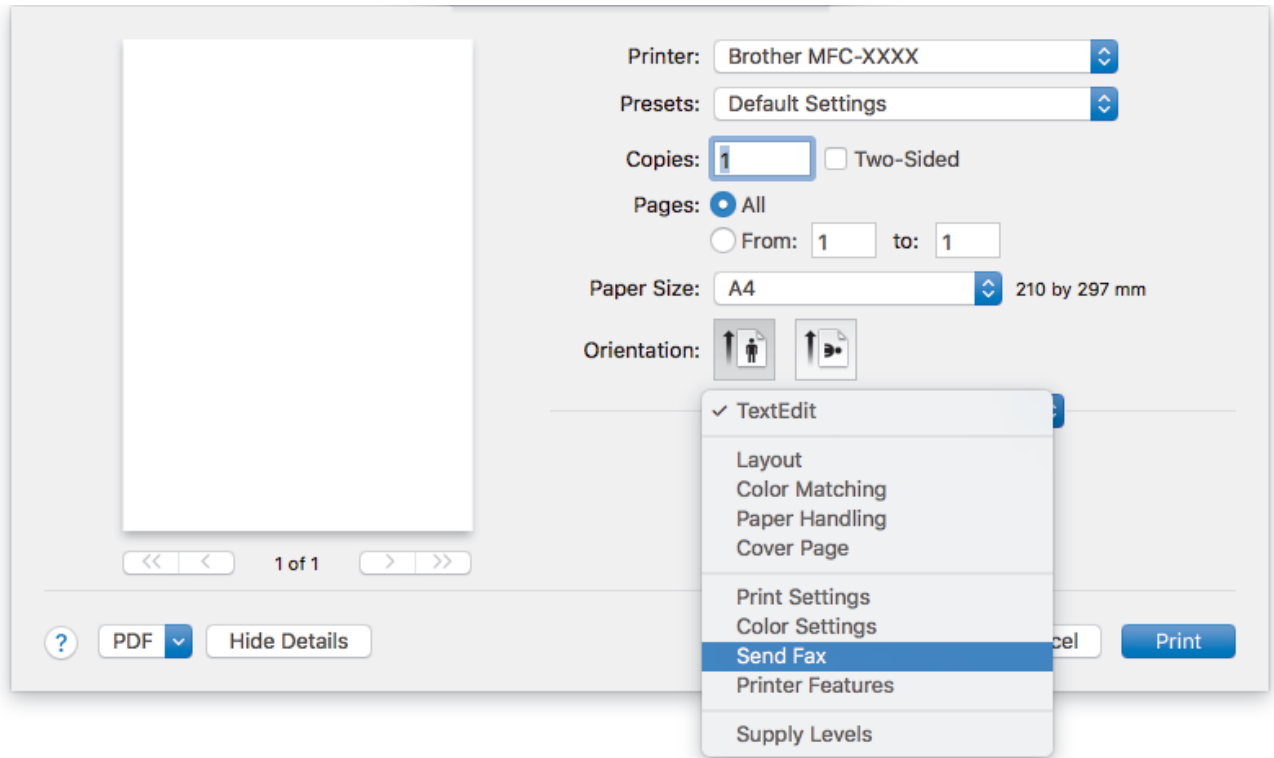 Printer: Brother MFC-XXXX
Presets: Default Settings
Copies: 1 Two-Sided
Pages: All
From: 1 to: 1
Paper Size: A4 210 by 297 mm
Orientation:
✓ TextEdit
Layout
Color Matching
Paper Handling
Cover Page
<< < 1 of 1 > >>
Print Settings
Color Settings
? PDF Hide Details cel Print
Send Fax
Printer Features
Supply Levels